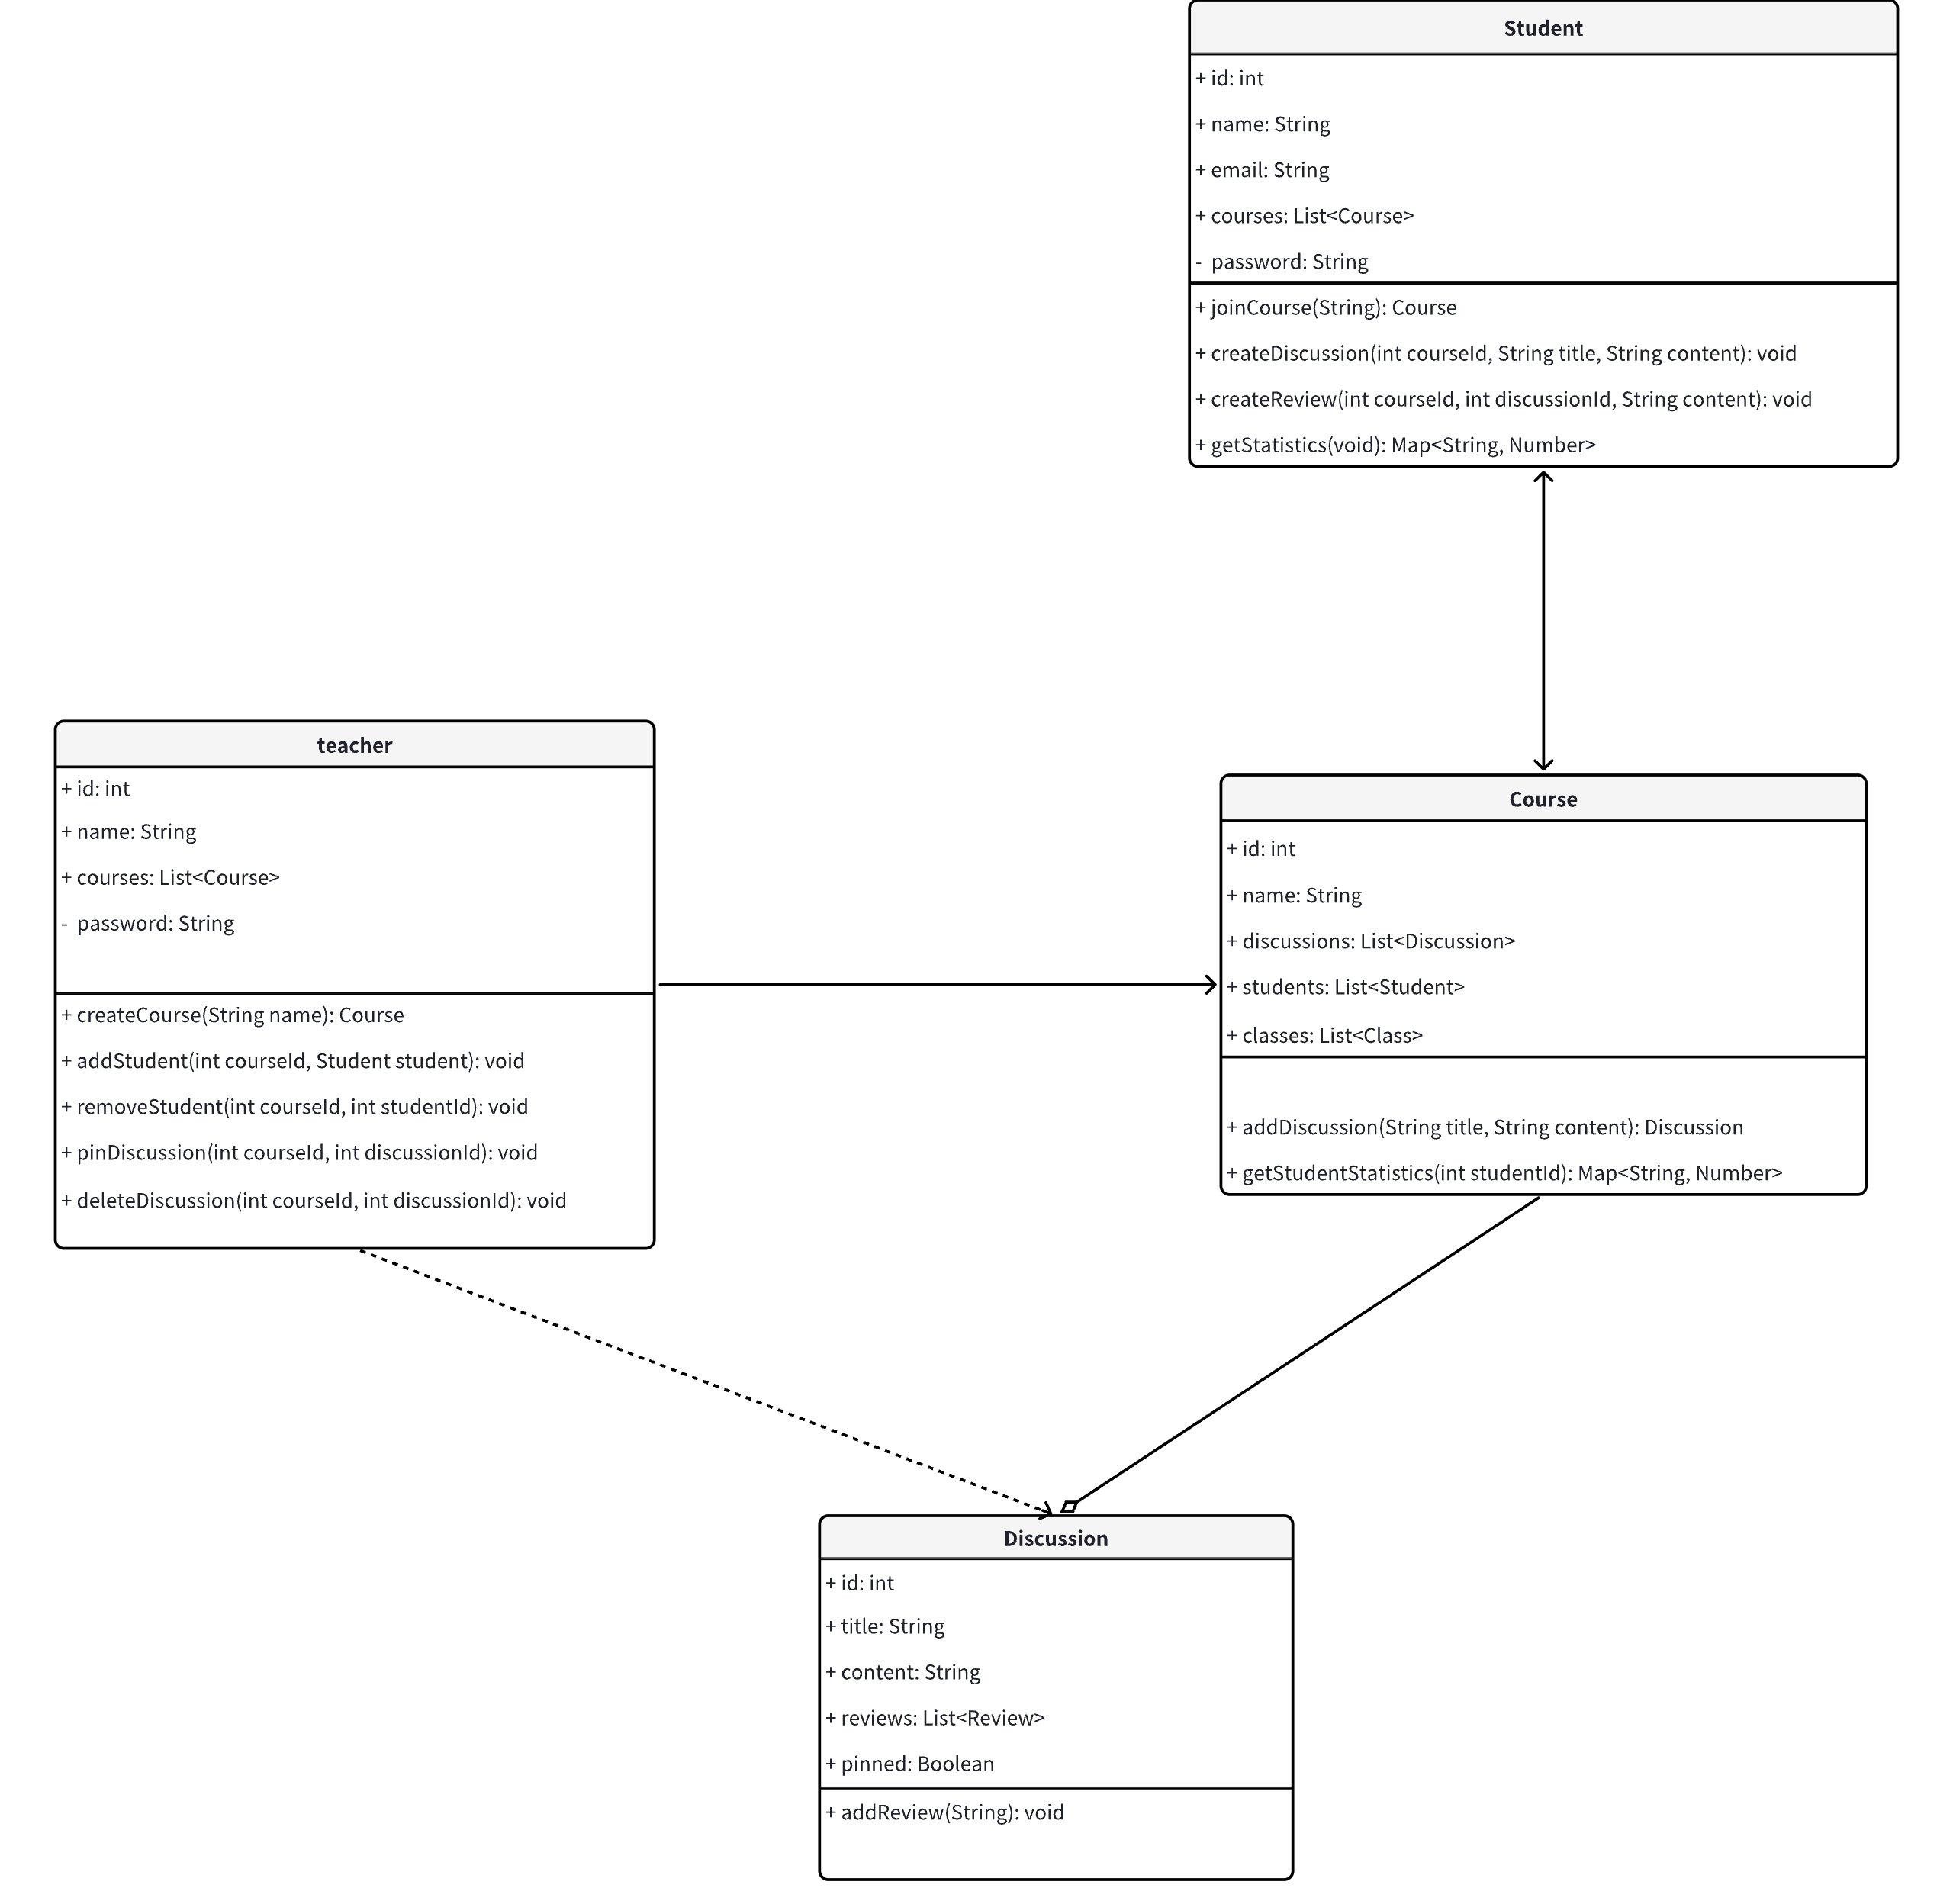 Student
+ id: int
+ name: String
+ email: String
+ courses: List<Course>
- password: String
+ joinCourse(String): Course
+ createDiscussion(int courseId, String title, String content): void
+ createReview(int courseId, int discussionId, String content): void
+ getStatistics(void): Map<String, Number>
teacher
+ id: int
+ name: String
+ courses: List<Course>
- password: String
+ createCourse(String name): Course
+ addStudent(int courseId, Student student): void
+ removeStudent(int courseId, int studentId): void
+ pinDiscussion(int courseId, int discussionId): void
+ deleteDiscussion(int courseId, int discussionId): void
Course
+ id: int
+ name: String
+ discussions: List<Discussion>
+ students: List<Student>
+ classes: List<Class>
+ addDiscussion(String title, String content): Discussion
+ getStudentStatistics(int studentId): Map<String, Number>
Discussion
+ id: int
+ title: String
+ content: String
+ reviews: List<Review>
+ pinned: Boolean
+ addReview(String): void